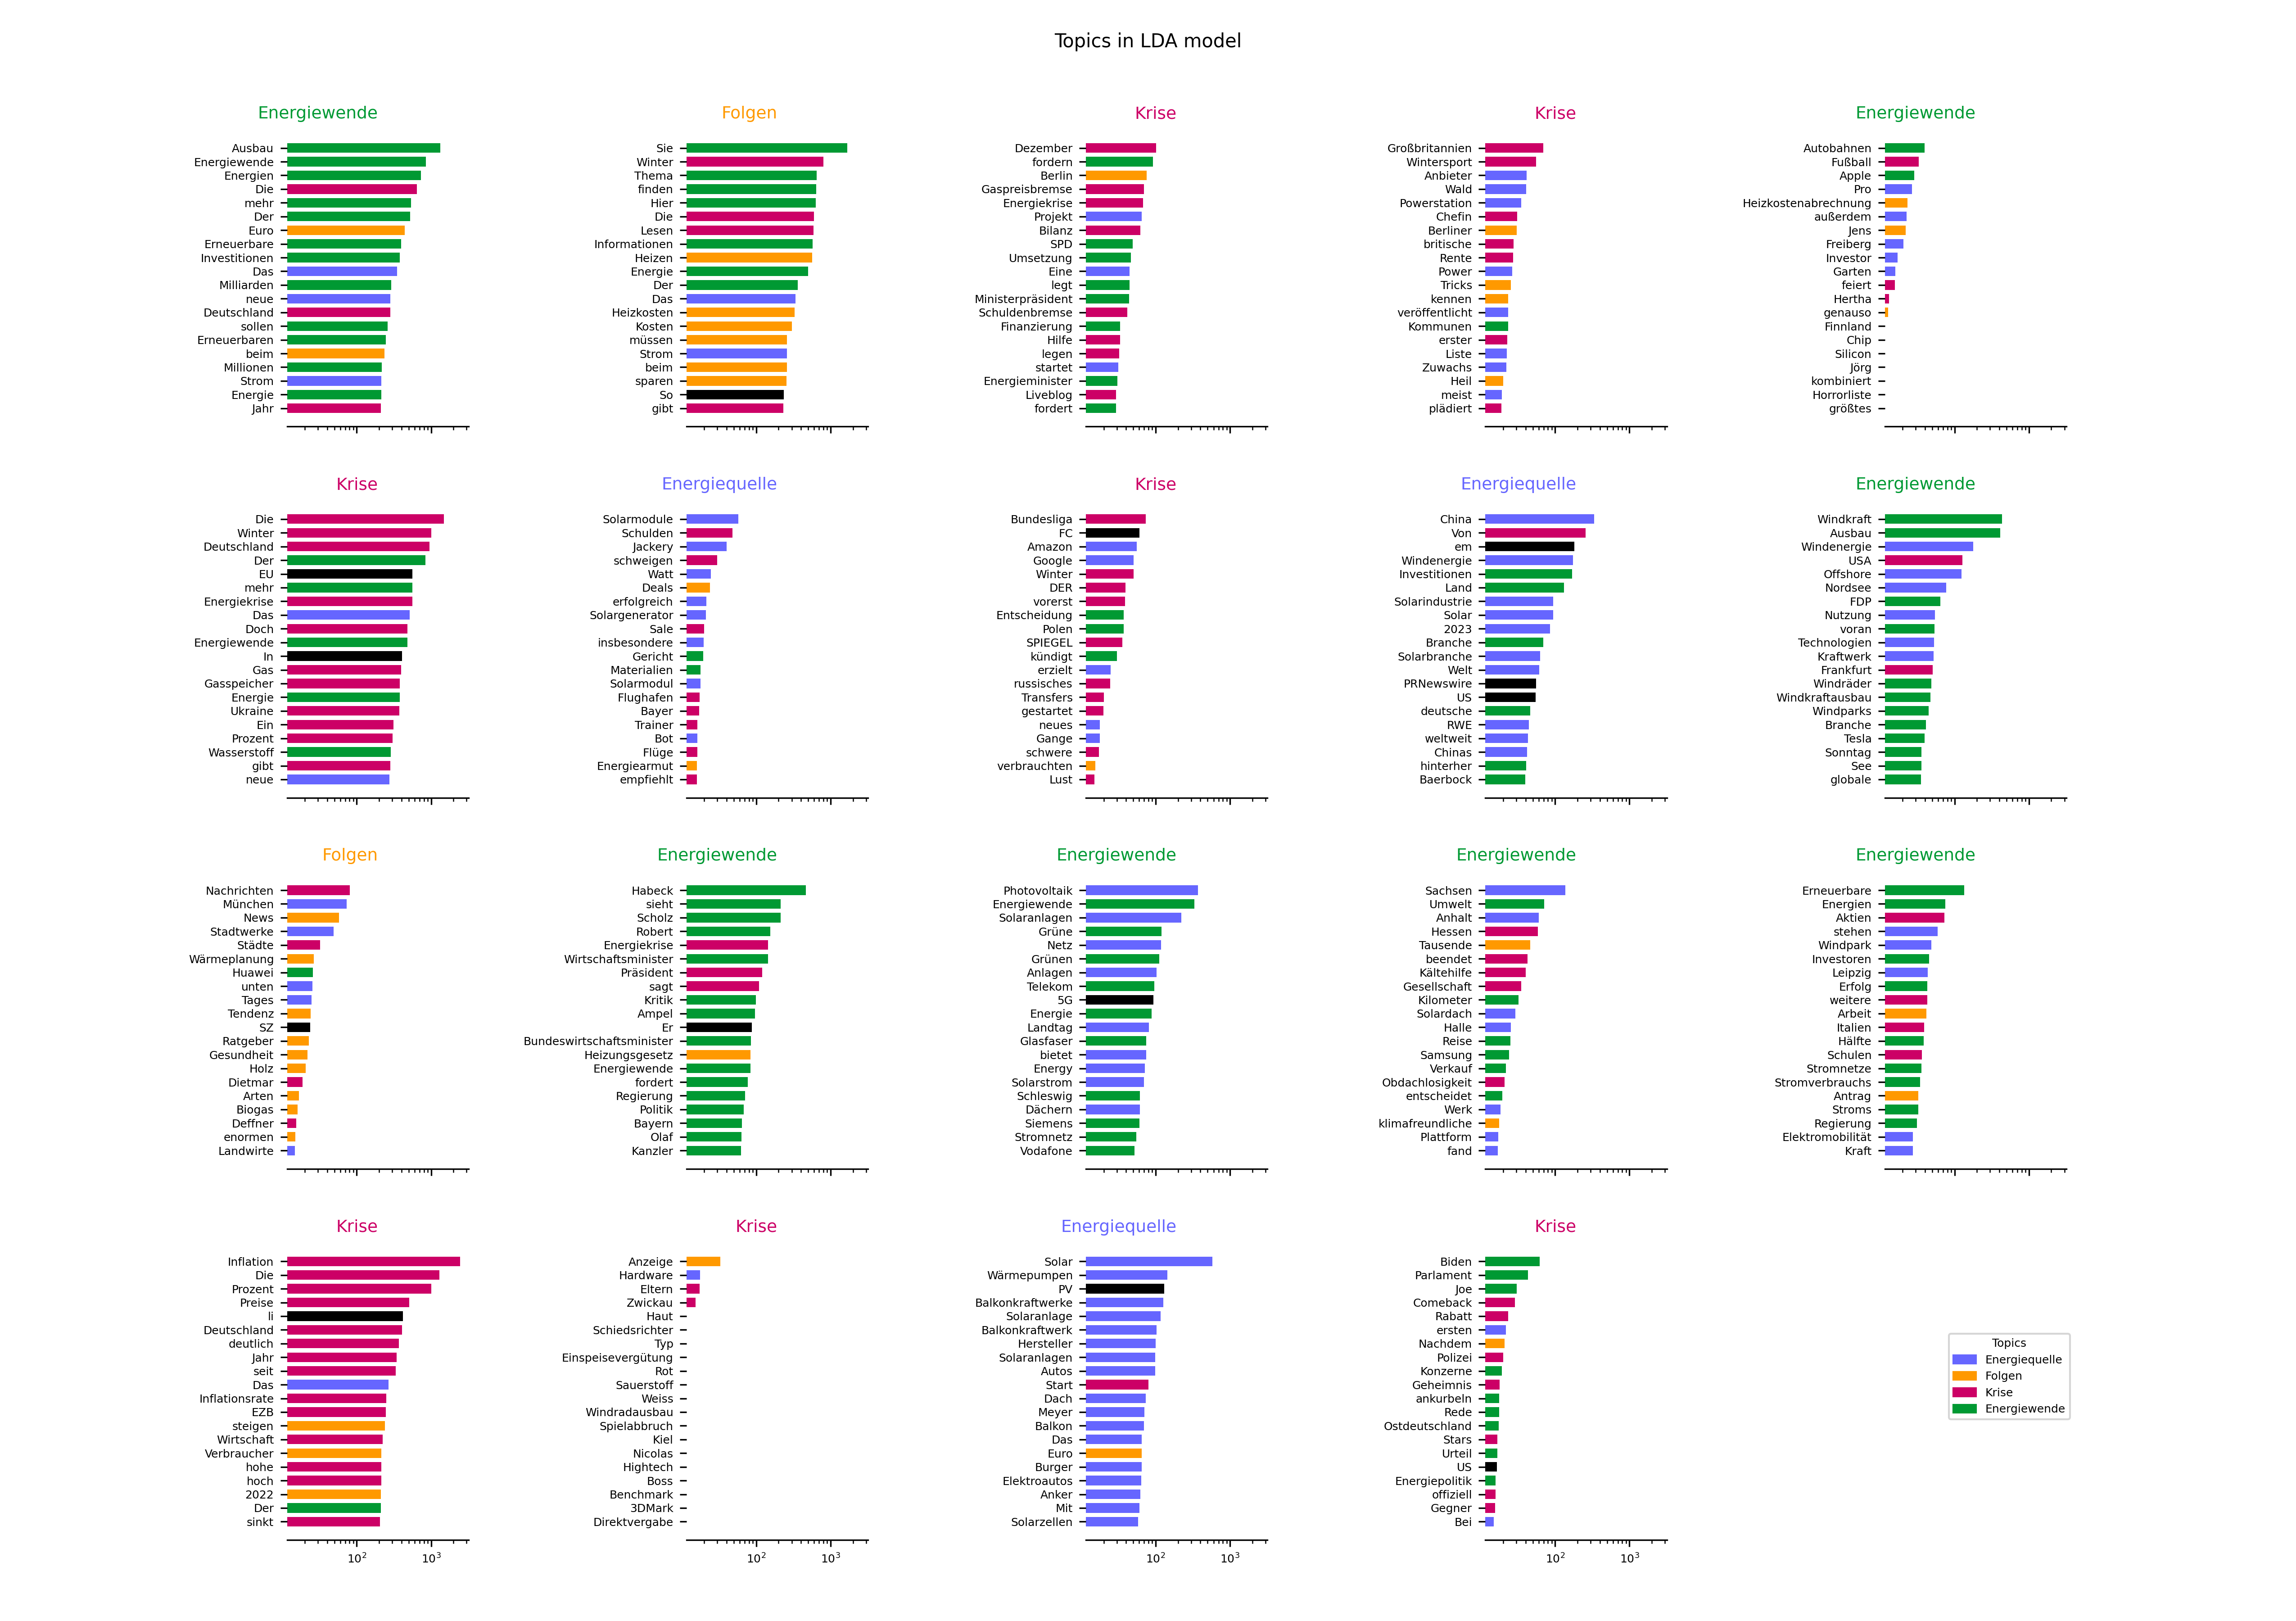 Topics in LDA model
Energiewende
Ausbau
Energiewende
Energien
Die
mehr
Der
Euro
Erneuerbare
Investitionen
Das
Milliarden
neue
Deutschland
sollen
Erneuerbaren
beim
Millionen
Strom
Energie
Jahr
Folgen
Sie
Winter
Thema
finden
Hier
Die
Lesen
Informationen
Heizen
Energie
Der
Das
Heizkosten
Kosten
müssen
Strom
beim
sparen
So
gibt
Krise
Dezember
fordern
Berlin
Gaspreisbremse
Energiekrise
Projekt
Bilanz
SPD
Umsetzung
Eine
legt
Ministerpräsident
Schuldenbremse
Finanzierung
Hilfe
legen
startet
Energieminister
Liveblog
fordert
Krise
Großbritannien
Wintersport
Anbieter
Wald
Powerstation
Chefin
Berliner
britische
Rente
Power
Tricks
kennen
veröffentlicht
Kommunen
erster
Liste
Zuwachs
Heil
meist
plädiert
Energiewende
Autobahnen
Fußball
Apple
Pro
Heizkostenabrechnung
außerdem
Jens
Freiberg
Investor
Garten
feiert
Hertha
genauso
Finnland
Chip
Silicon
Jörg
kombiniert
Horrorliste
größtes
Krise
Die
Winter
Deutschland
Der
EU
mehr
Energiekrise
Das
Doch
Energiewende
In
Gas
Gasspeicher
Energie
Ukraine
Ein
Prozent
Wasserstoff
gibt
neue
Energiequelle
Solarmodule
Schulden
Jackery
schweigen
Watt
Deals
erfolgreich
Solargenerator
Sale
insbesondere
Gericht
Materialien
Solarmodul
Flughafen
Bayer
Trainer
Bot
Flüge
Energiearmut
empfiehlt
Krise
Bundesliga
FC
Amazon
Google
Winter
DER
vorerst
Entscheidung
Polen
SPIEGEL
kündigt
erzielt
russisches
Transfers
gestartet
neues
Gange
schwere
verbrauchten
Lust
Energiequelle
China
Von
em
Windenergie
Investitionen
Land
Solarindustrie
Solar
2023
Branche
Solarbranche
Welt
PRNewswire
US
deutsche
RWE
weltweit
Chinas
hinterher
Baerbock
Energiewende
Windkraft
Ausbau
Windenergie
USA
Offshore
Nordsee
FDP
Nutzung
voran
Technologien
Kraftwerk
Frankfurt
Windräder
Windkraftausbau
Windparks
Branche
Tesla
Sonntag
See
globale
Folgen
Nachrichten
München
News
Stadtwerke
Städte
Wärmeplanung
Huawei
unten
Tages
Tendenz
SZ
Ratgeber
Gesundheit
Holz
Dietmar
Arten
Biogas
Deffner
enormen
Landwirte
Energiewende
Habeck
sieht
Scholz
Robert
Energiekrise
Wirtschaftsminister
Präsident
sagt
Kritik
Ampel
Er
Bundeswirtschaftsminister
Heizungsgesetz
Energiewende
fordert
Regierung
Politik
Bayern
Olaf
Kanzler
Energiewende
Photovoltaik
Energiewende
Solaranlagen
Grüne
Netz
Grünen
Anlagen
Telekom
5G
Energie
Landtag
Glasfaser
bietet
Energy
Solarstrom
Schleswig
Dächern
Siemens
Stromnetz
Vodafone
Energiewende
Sachsen
Umwelt
Anhalt
Hessen
Tausende
beendet
Kältehilfe
Gesellschaft
Kilometer
Solardach
Halle
Reise
Samsung
Verkauf
Obdachlosigkeit
entscheidet
Werk
klimafreundliche
Plattform
fand
Energiewende
Erneuerbare
Energien
Aktien
stehen
Windpark
Investoren
Leipzig
Erfolg
weitere
Arbeit
Italien
Hälfte
Schulen
Stromnetze
Stromverbrauchs
Antrag
Stroms
Regierung
Elektromobilität
Kraft
Krise
Inflation
Die
Prozent
Preise
li
Deutschland
deutlich
Jahr
seit
Das
Inflationsrate
EZB
steigen
Wirtschaft
Verbraucher
hohe
hoch
2022
Der
sinkt
10² 10³
Krise
Anzeige
Hardware
Eltern
Zwickau
Haut
Schiedsrichter
Typ
Einspeisevergütung
Rot
Sauerstoff
Weiss
Windradausbau
Spielabbruch
Kiel
Nicolas
Hightech
Boss
Benchmark
3DMark
Direktvergabe
10² 10³
Energiequelle
Solar
Wärmepumpen
PV
Balkonkraftwerke
Solaranlage
Balkonkraftwerk
Hersteller
Solaranlagen
Autos
Start
Dach
Meyer
Balkon
Das
Euro
Burger
Elektroautos
Anker
Mit
Solarzellen
10² 10³
Krise
Biden
Parlament
Joe
Comeback
Rabatt
ersten
Nachdem
Polizei
Konzerne
Geheimnis
ankurbeln
Rede
Ostdeutschland
Stars
Urteil
US
Energiepolitik
offiziell
Gegner
Bei
10² 10³
Topics
Energiequelle
Folgen
Krise
Energiewende